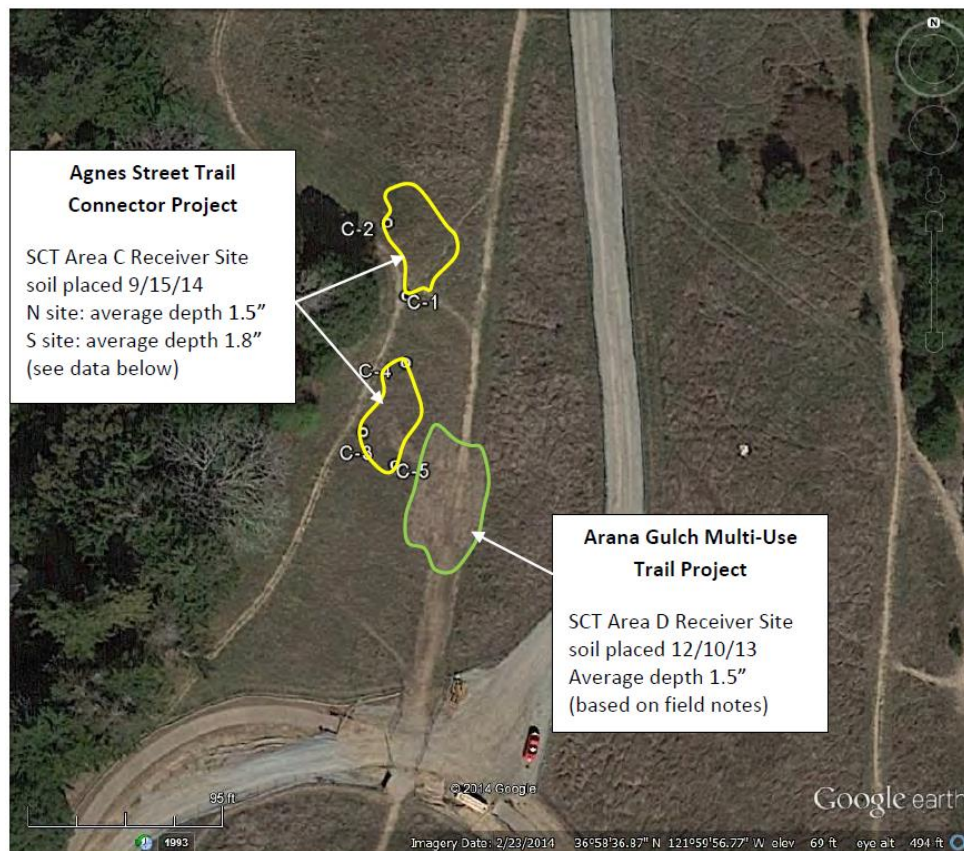 N
Agnes Street Trail
Connector Project
SCT Area C Receiver Site
soil placed 9/15/14
N site: average depth 1.5”
S site: average depth 1.8”
(see data below)
C-2
C-1
C-4
C-3
C-5
Arana Gulch Multi-Use
Trail Project
SCT Area D Receiver Site
soil placed 12/10/13
Average depth 1.5”
(based on field notes)
© 2014 Google
95 ft
Google earth
1993
Imagery Date: 2/23/2014 36°58'36.87" N 121°59'56.77" W elev 69 ft eye alt 494 ft